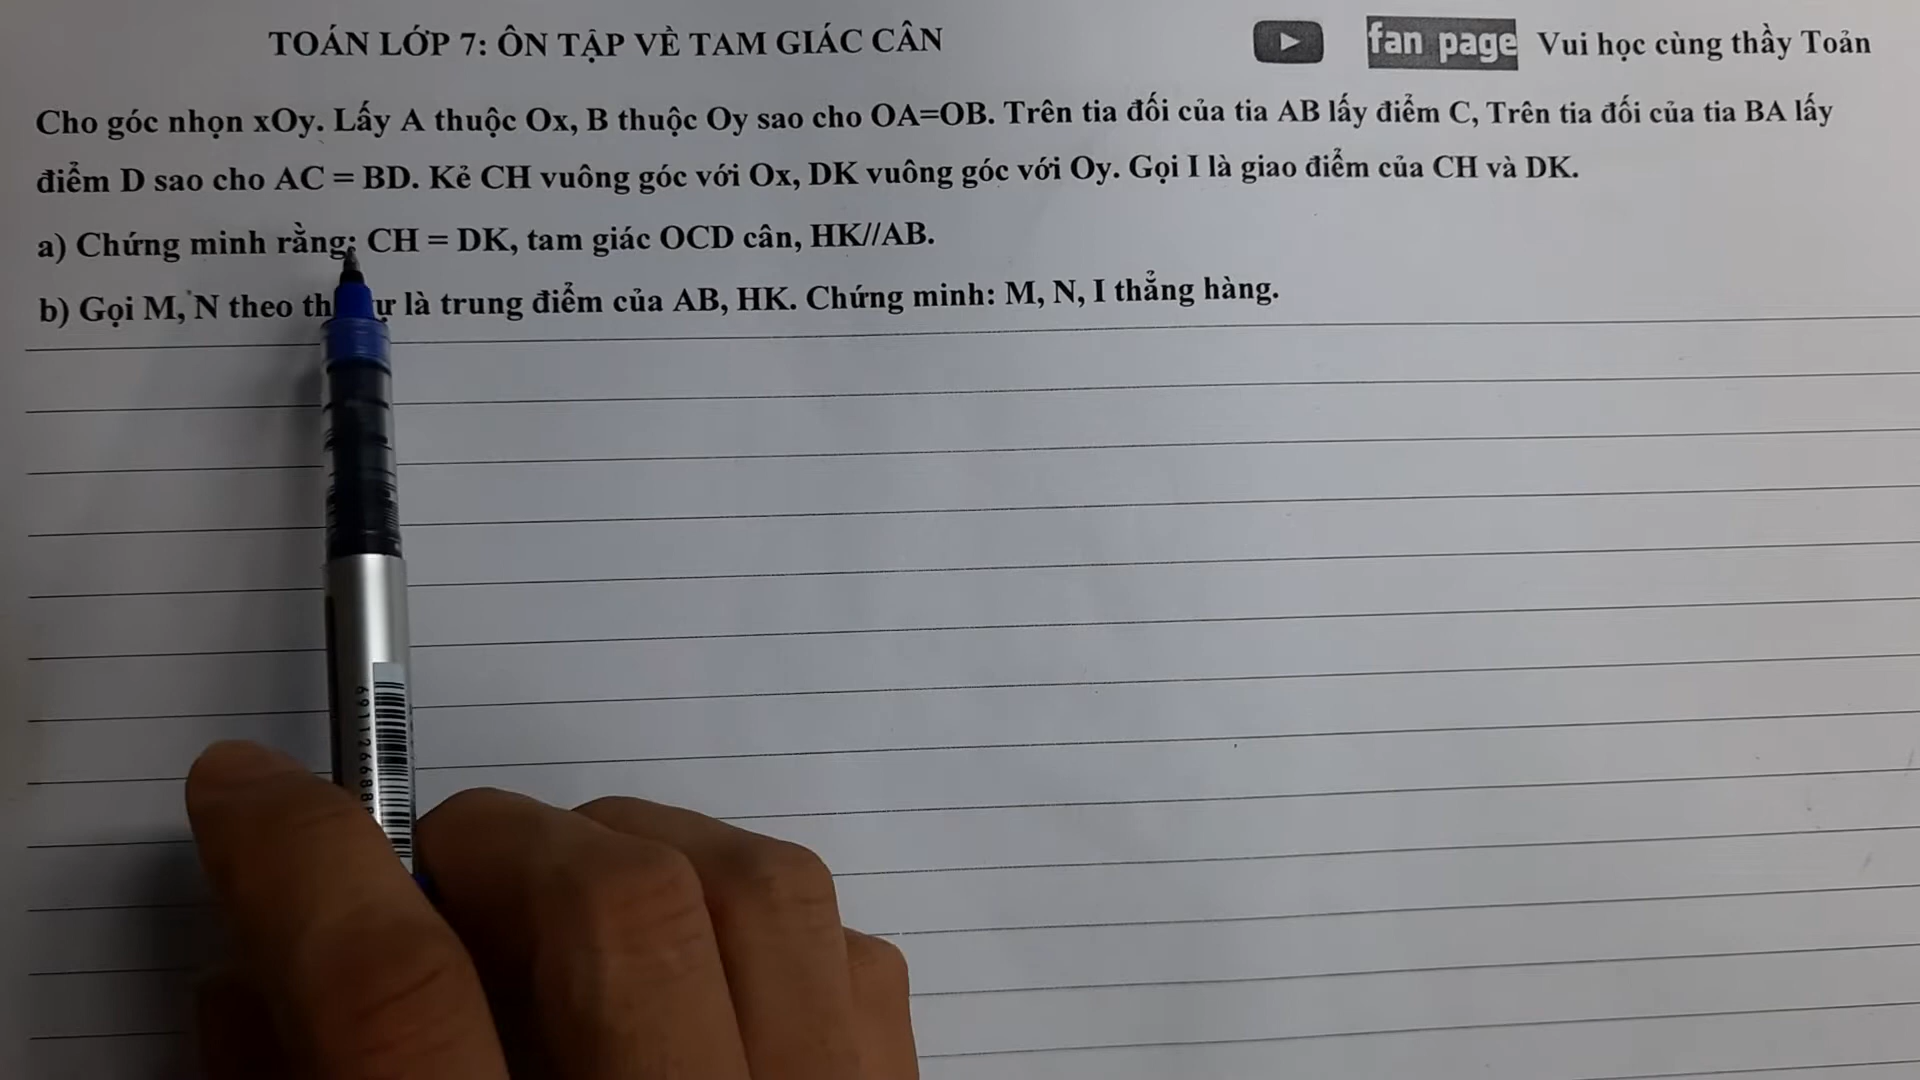 TOÁN LỚP 7: ÔN TẬP VỀ TAM GIÁC CÂN
fan page Vui học cùng thầy Toản
Cho góc nhọn xOy. Lấy A thuộc Ox, B thuộc Oy sao cho OA=OB. Trên tia đối của tia AB lấy điểm C, Trên tia đối của tia BA lấy
điểm D sao cho AC = BD. Kẻ CH vuông góc với Ox, DK vuông góc với Oy. Gọi I là giao điểm của CH và DK.
a) Chứng minh rằng: CH = DK, tam giác OCD cân, HK//AB.
b) Gọi M, N theo là trung điểm của AB, HK. Chứng minh: M, N, I thẳng hàng.